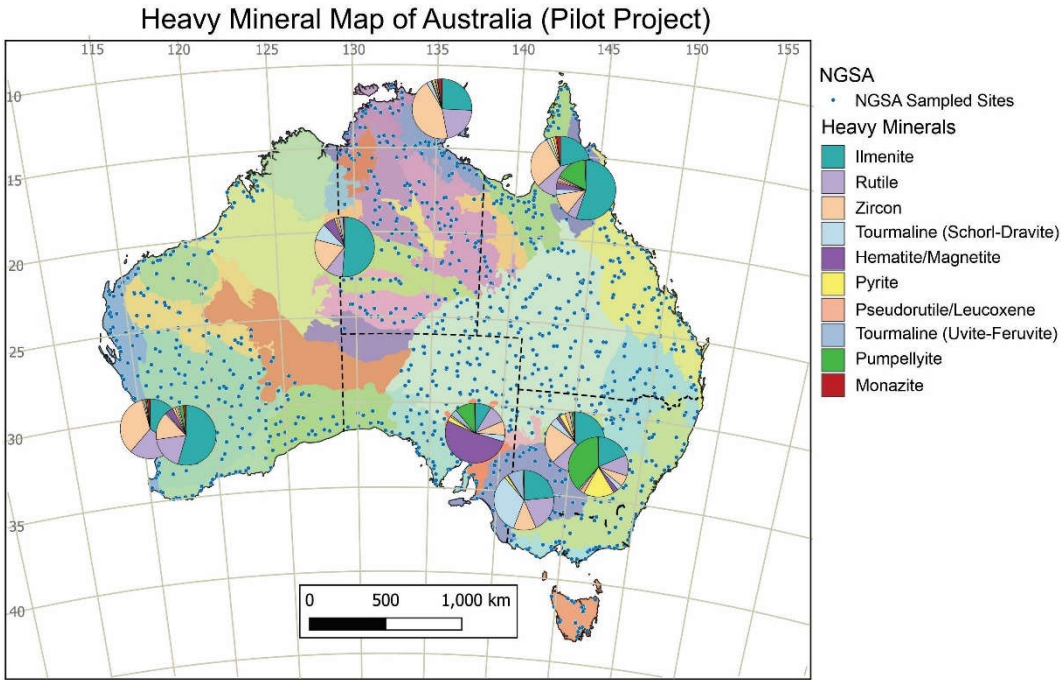 Heavy Mineral Map of Australia (Pilot Project)
115 120 125 130 135 140 145 150 155
10
15
20
25
30
35
40
0 500 1,000 km
NGSA
NGSA Sampled Sites
Heavy Minerals
Ilmenite
Rutile
Zircon
Tourmaline (Schorl-Dravite)
Hematite/Magnetite
Pyrite
Pseudorutile/Leucoxene
Tourmaline (Uvite-Feruvite)
Pumpellyite
Monazite